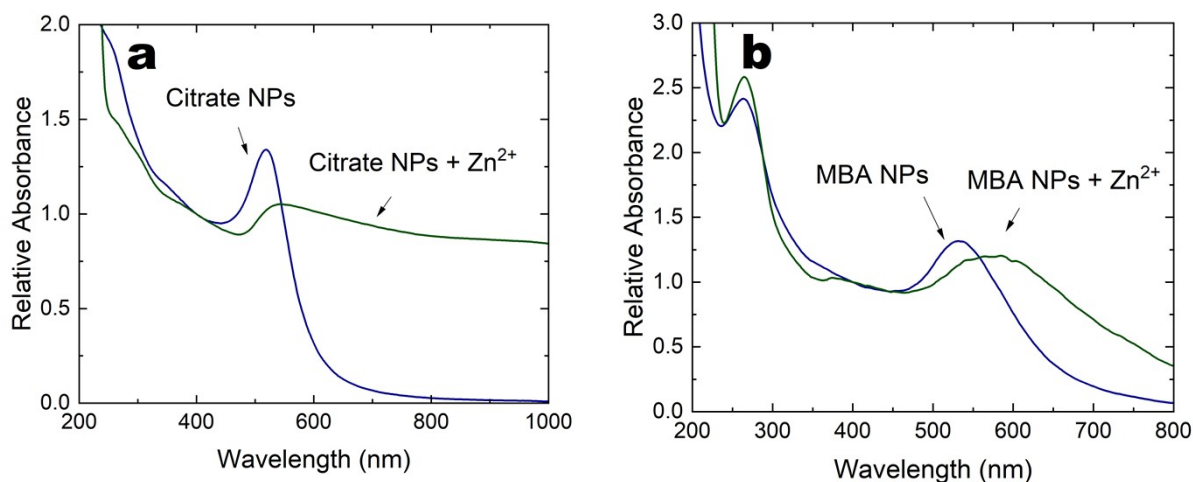 a
2.0
1.5
1.0
0.5
0.0
Relative Absorbance
Citrate NPs
Citrate NPs + Zn²⁺
200 400 600 800 1000
Wavelength (nm)
b
3.0
2.5
2.0
1.5
1.0
0.5
0.0
Relative Absorbance
MBA NPs
MBA NPs + Zn²⁺
200 300 400 500 600 700 800
Wavelength (nm)